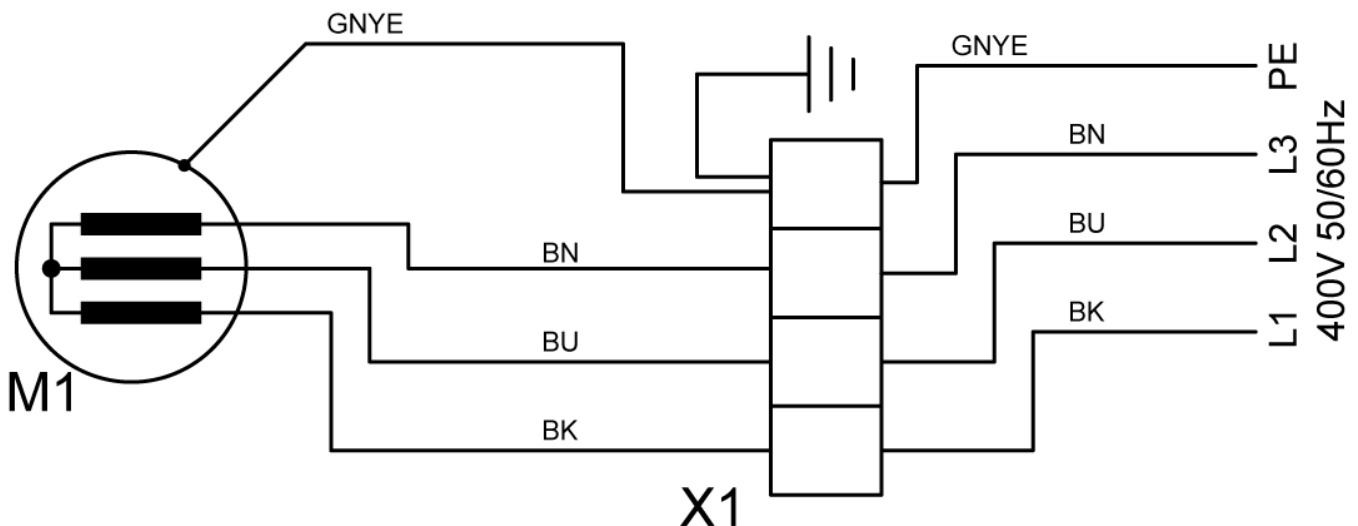 GNYE
GNYE
PE
BN
L3
BU
L2
BN
BK
L1
400V 50/60Hz
BU
M1
BK
X1